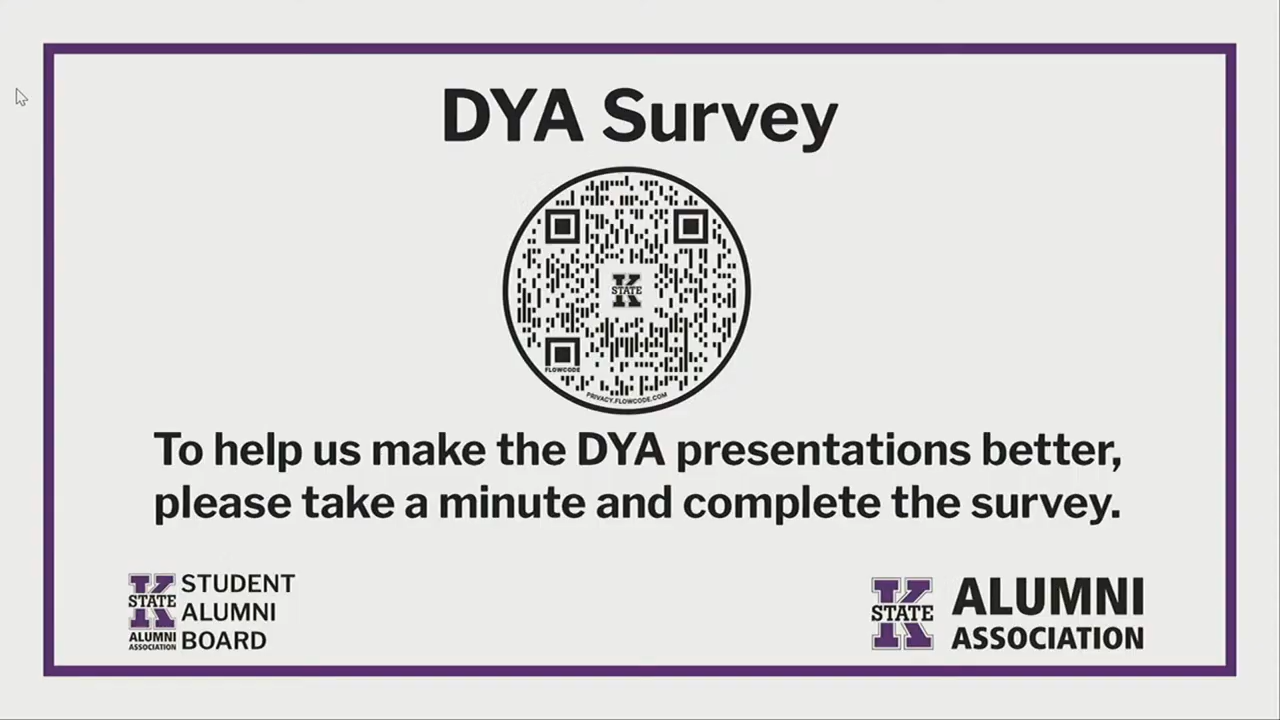 DYA Survey
K
STATE
FLOWCODE
PRIVACY.FLOWCODE.COM
To help us make the DYA presentations better,
please take a minute and complete the survey.
K
STATE
ALUMNI
ASSOCIATION
STUDENT
ALUMNI
BOARD
K
STATE
ALUMNI
ASSOCIATION